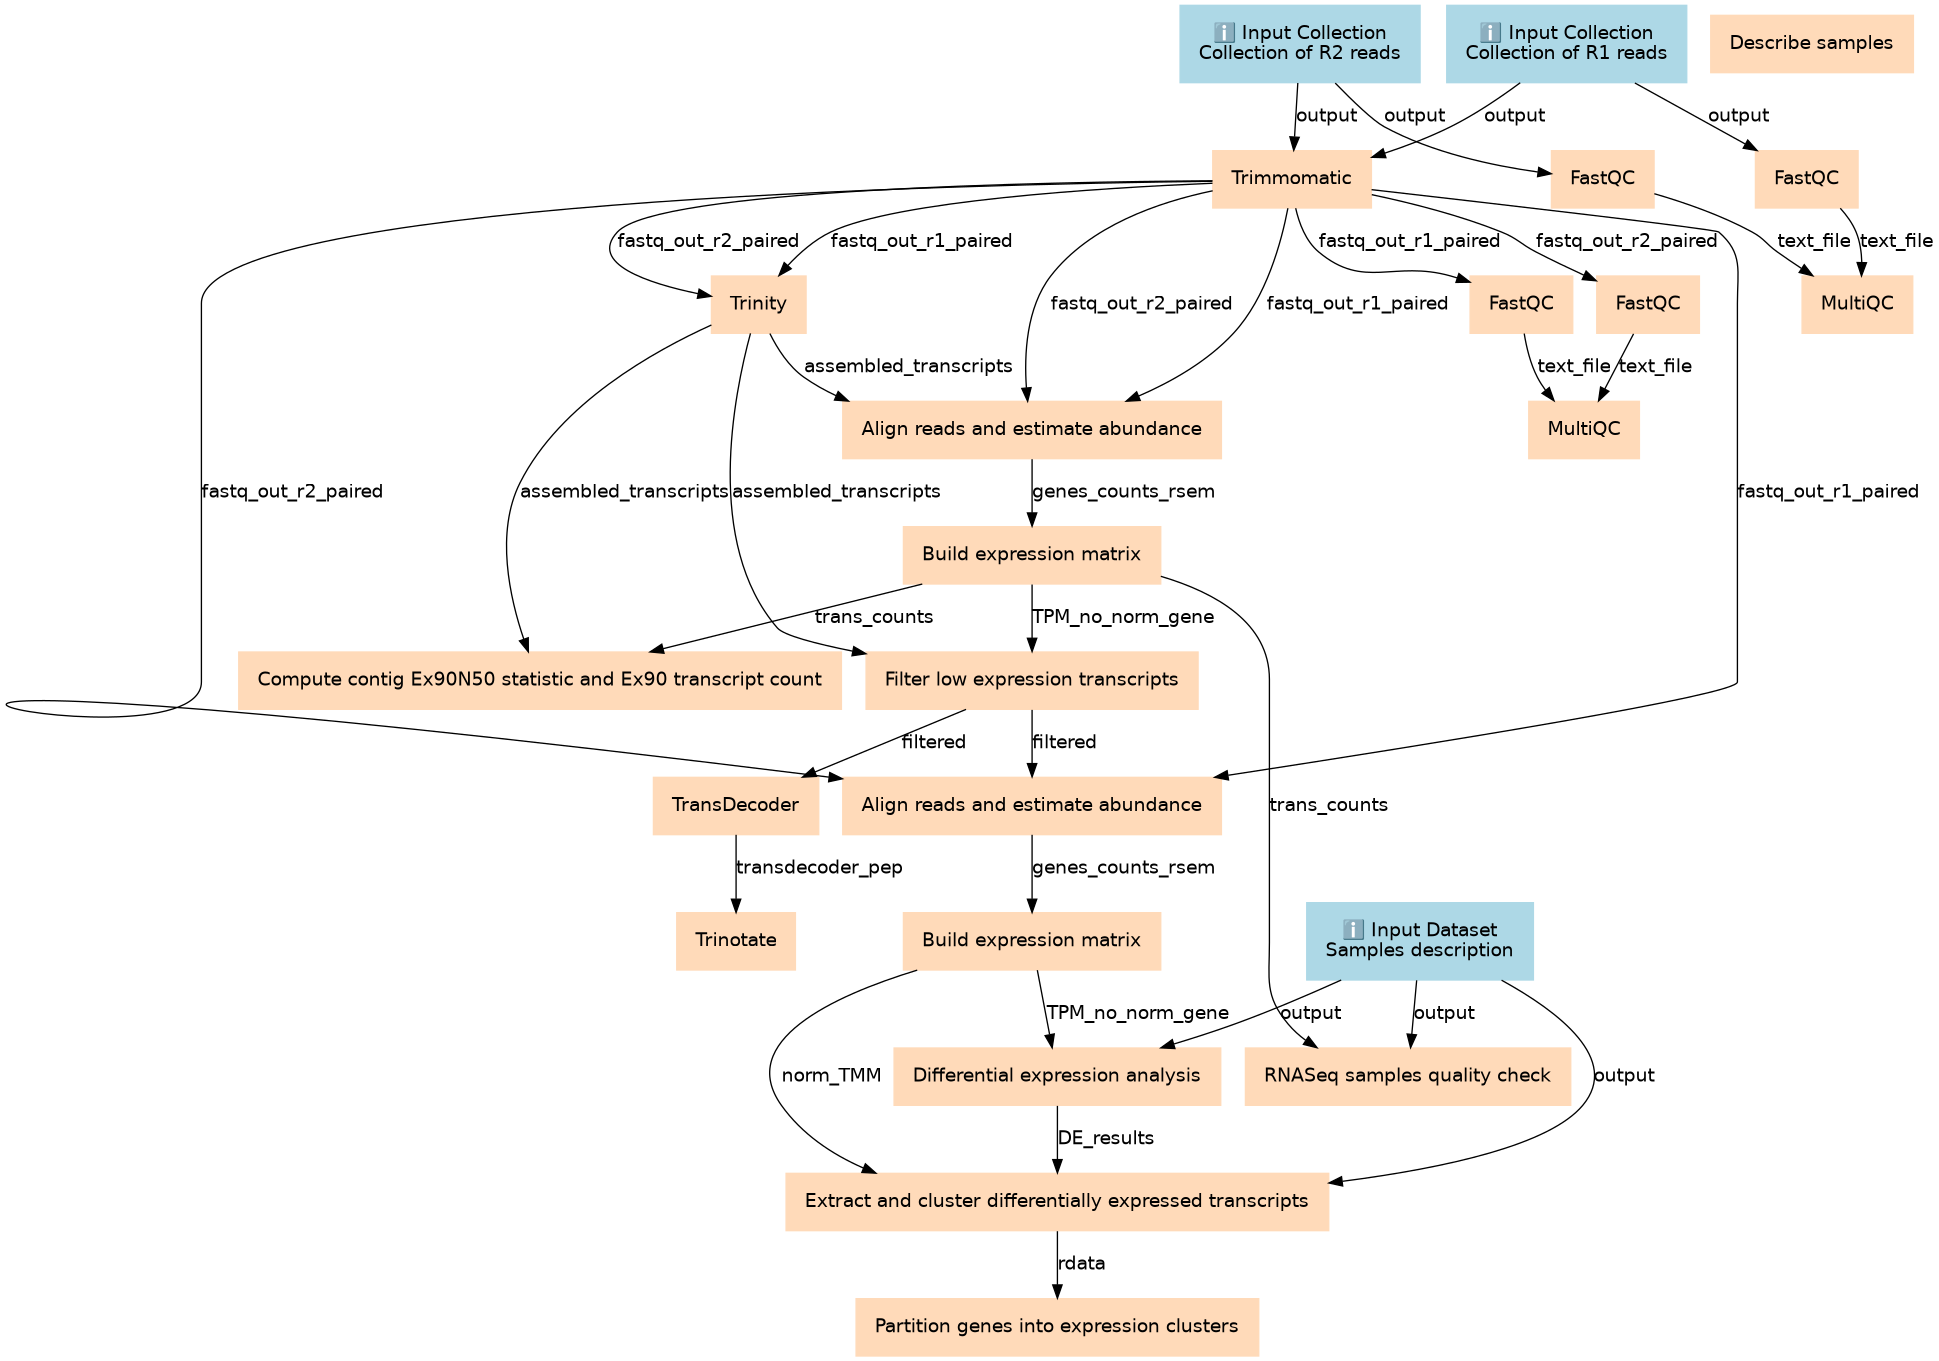 ℹ️ Input Collection
Collection of R2 reads
ℹ️ Input Collection
Collection of R1 reads
Describe samples
output
output
output
output
Trimmomatic
FastQC
FastQC
fastq_out_r2_paired
fastq_out_r1_paired
fastq_out_r1_paired
fastq_out_r2_paired
text_file
text_file
Trinity
fastq_out_r2_paired
fastq_out_r1_paired
FastQC
FastQC
MultiQC
assembled_transcripts
text_file
text_file
Align reads and estimate abundance
MultiQC
fastq_out_r2_paired
assembled_transcripts
assembled_transcripts
genes_counts_rsem
fastq_out_r1_paired
Build expression matrix
trans_counts
TPM_no_norm_gene
Compute contig Ex90N50 statistic and Ex90 transcript count
Filter low expression transcripts
filtered
filtered
TransDecoder
Align reads and estimate abundance
trans_counts
transdecoder_pep
genes_counts_rsem
Trinotate
Build expression matrix
ℹ️ Input Dataset
Samples description
TPM_no_norm_gene
output
output
norm_TMM
Differential expression analysis
RNASeq samples quality check
output
DE_results
Extract and cluster differentially expressed transcripts
rdata
Partition genes into expression clusters